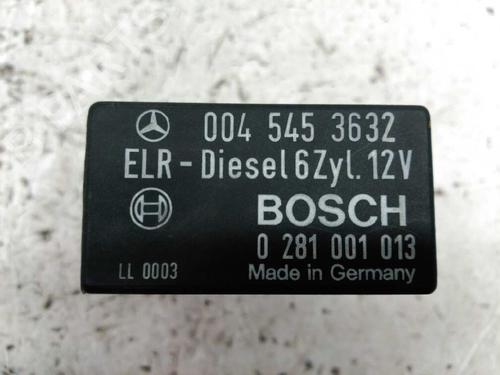 004 545 3632
ELR - Diesel 6Zyl. 12V
BOSCH
0 281 001 013
LL 0003
Made in Germany